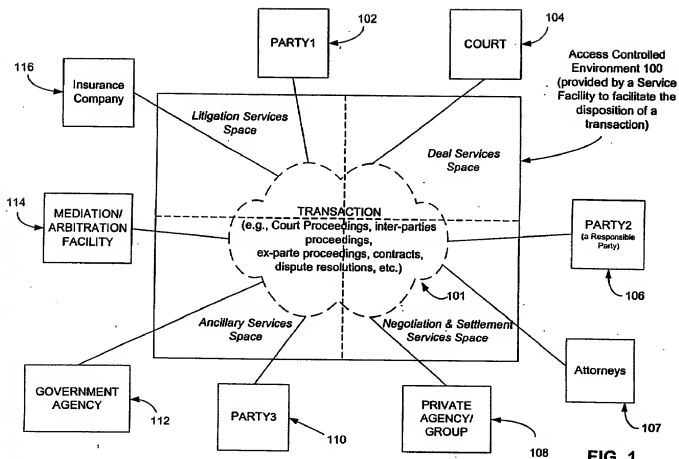 102
PARTY1
104
COURT
116
Insurance
Company
Access Controlled
Environment 100
(provided by a Service
Facility to facilitate the
disposition of a
transaction)
Litigation Services
Space
Deal Services
Space
114
MEDIATION/
ARBITRATION
FACILITY
TRANSACTION
(e.g., Court Proceedings, inter-parties
proceedings,
ex-parte proceedings, contracts,
dispute resolutions, etc.)
101
PARTY2
(a Responsible
Party)
106
Ancillary Services
Space
Negotiation & Settlement
Services Space
GOVERNMENT
AGENCY
112
PARTY3
110
PRIVATE
AGENCY/
GROUP
108
Attorneys
107
FIG. 1